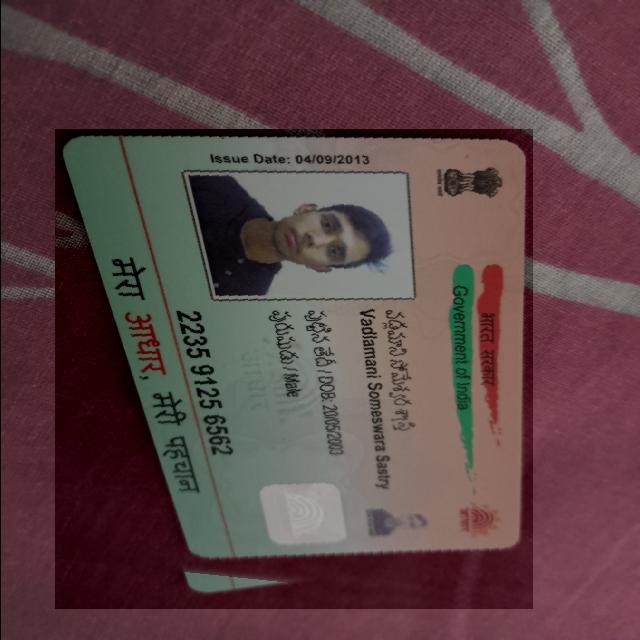 भारत सरकार
Government of India
Issue Date: 04/09/2013
వడ్లమాని సోమేశ్వర శాస్త్రి
Vadlamani Someswara Sastry
పుట్టిన తేదీ / DOB: 20/05/2003
పురుషుడు / Male
2235 9125 6562
मेरा आधार, मेरी पहचान